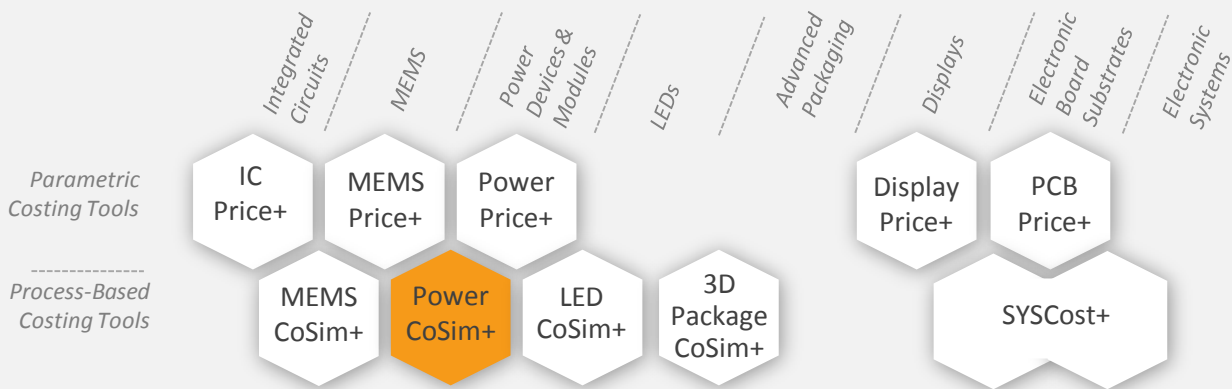 Integrated
Circuits
MEMS
Power
Devices &
Modules
LEDs
Advanced
Packaging
Displays
Electronic
Board
Substrates
Electronic
Systems
Parametric
Costing Tools
IC
Price+
MEMS
Price+
Power
Price+
Display
Price+
PCB
Price+
Process-Based
Costing Tools
MEMS
CoSim+
Power
CoSim+
LED
CoSim+
3D
Package
CoSim+
SYSCost+